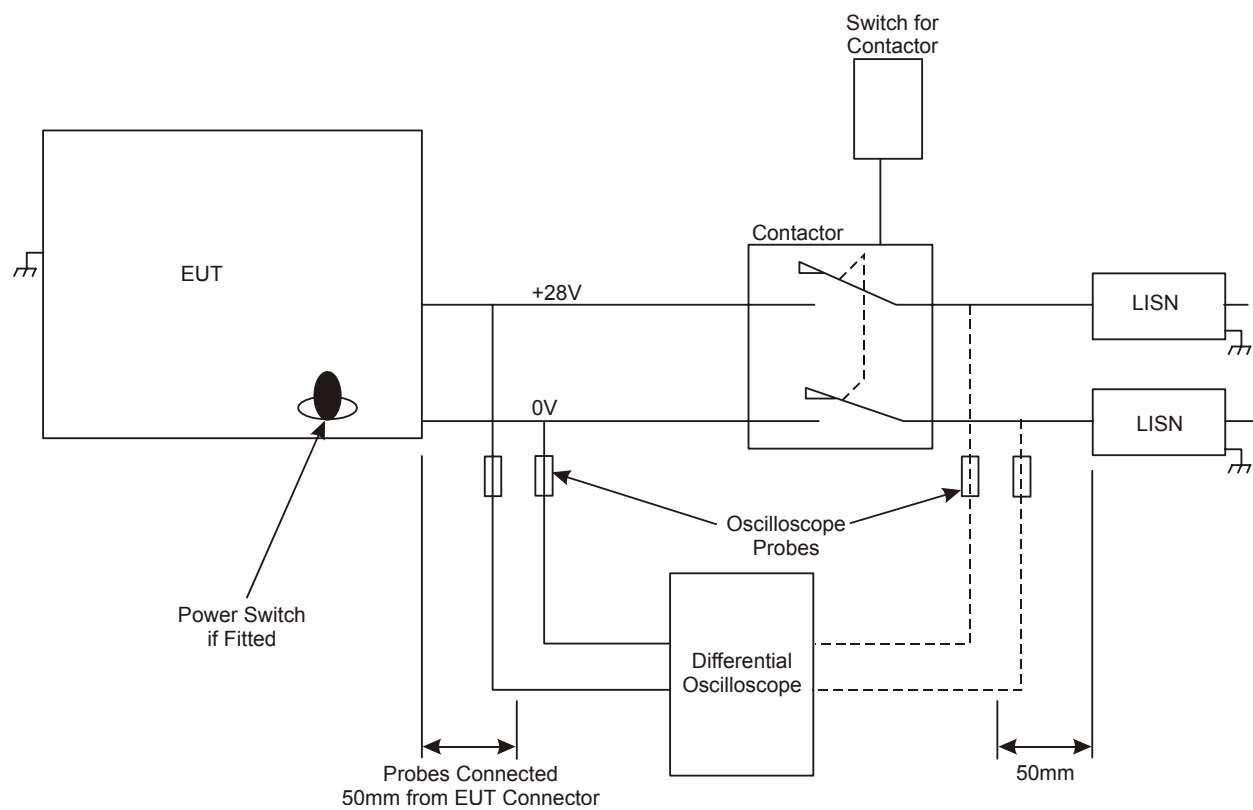 Switch for
Contactor
Contactor
EUT
+28V
LISN
0V
LISN
Oscilloscope
Probes
Power Switch
if Fitted
Differential
Oscilloscope
Probes Connected
50mm from EUT Connector
50mm